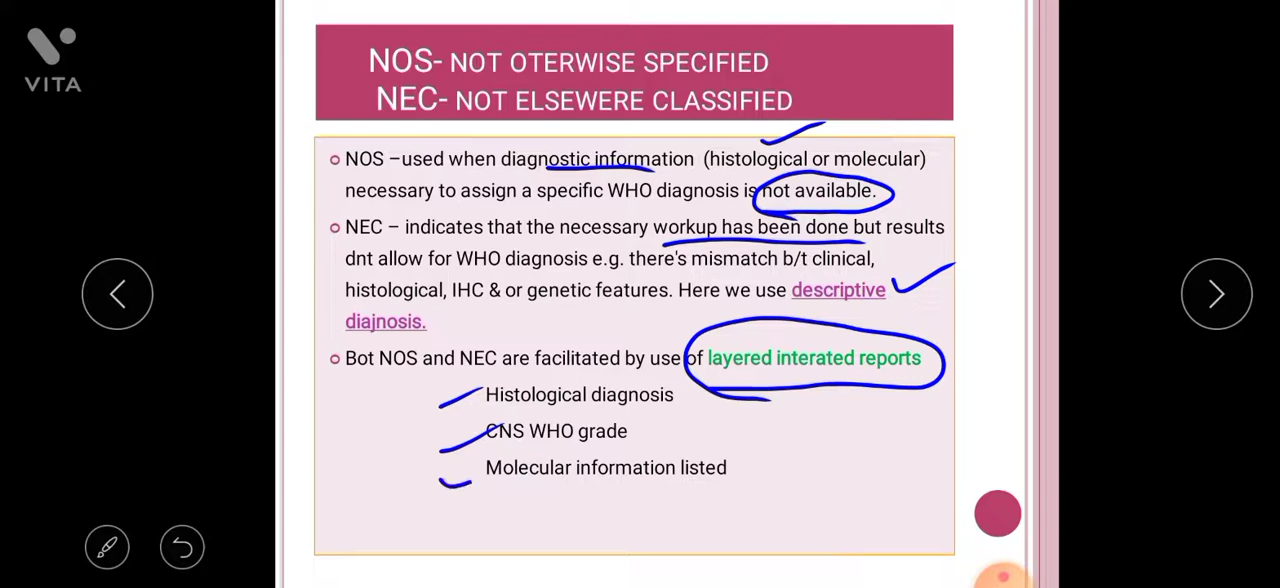 VITA
NOS- NOT OTERWISE SPECIFIED
NEC- NOT ELSEWERE CLASSIFIED
NOS –used when diagnostic information (histological or molecular)
necessary to assign a specific WHO diagnosis is not available.
NEC – indicates that the necessary workup has been done but results
dnt allow for WHO diagnosis e.g. there's mismatch b/t clinical,
histological, IHC & or genetic features. Here we use descriptive
diajnosis.
Bot NOS and NEC are facilitated by use of layered interated reports
Histological diagnosis
CNS WHO grade
Molecular information listed